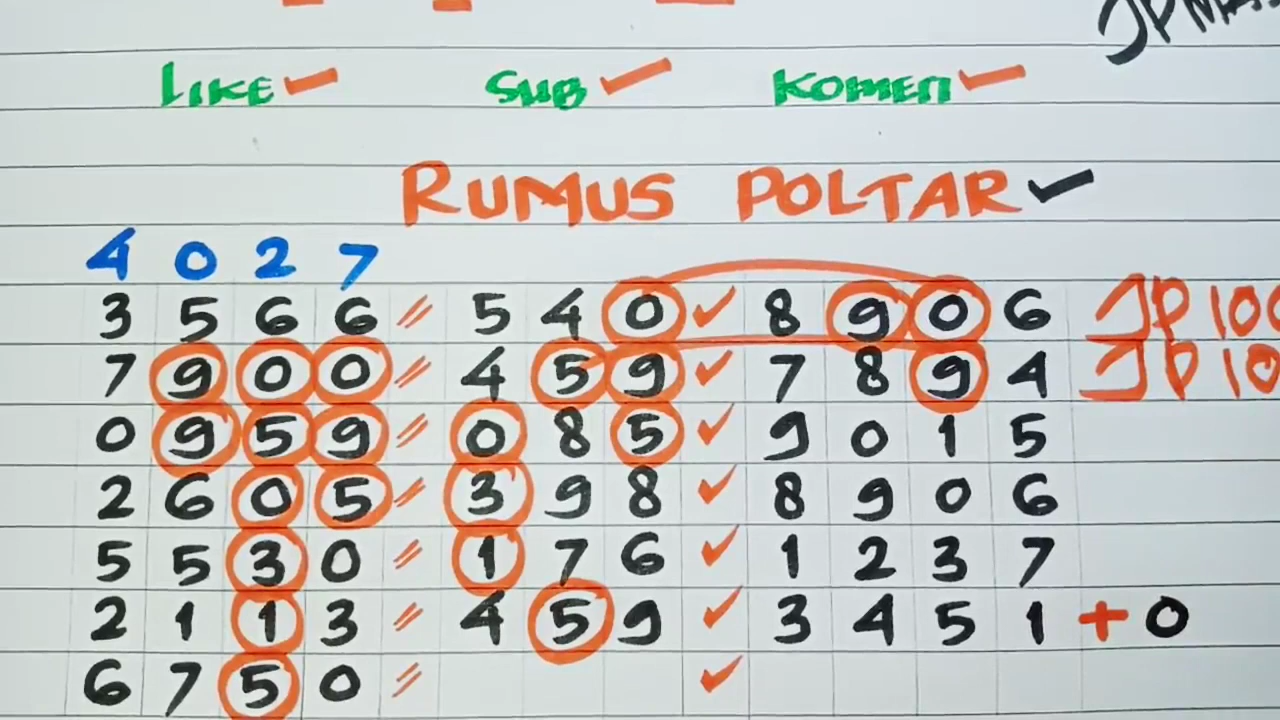 LIKE SUB KOMEN
RUMUS POLTAR
4 0 2 7
3 5 6 6 5 4 0 8 9 0 6 JP 10
7 9 0 0 4 5 9 7 8 9 4 JP 10
0 9 5 9 0 8 5 9 0 1 5
2 6 0 5 3 9 8 8 9 0 6
5 5 3 0 1 7 6 1 2 3 7
2 1 1 3 4 5 9 3 4 5 1 + 0
6 7 5 0